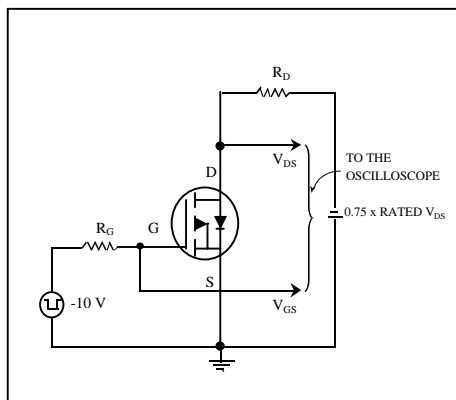 R_D
V_DS
D
TO THE
OSCILLOSCOPE
0.75 x RATED V_DS
R_G
G
S
-10 V
V_GS